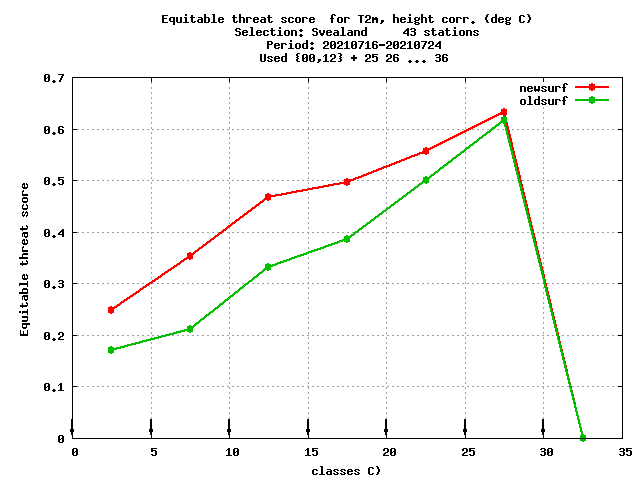 Equitable threat score  for T2m, height corr. (deg C)
Selection: Svealand     43 stations
Period: 20210716-20210724
Used {00,12} + 25 26 ... 36
newsurf
oldsurf
Equitable threat score
0.7
0.6
0.5
0.4
0.3
0.2
0.1
0
0 5 10 15 20 25 30 35
classes C)